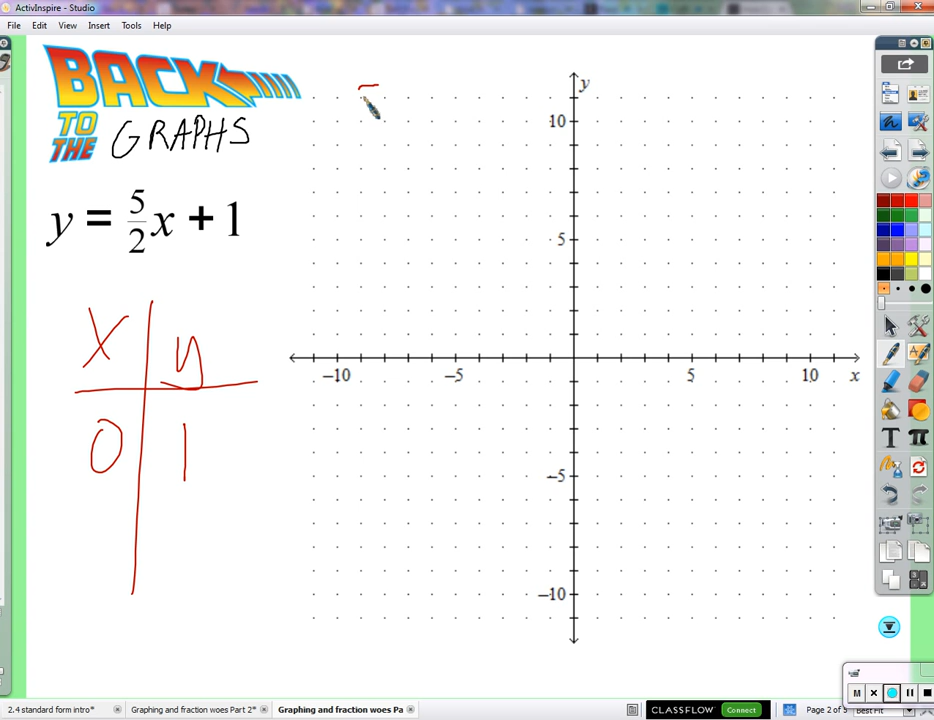 ActivInspire - Studio
File Edit View Insert Tools Help
BACK
TO
THE
GRAPHS
y = 5/2 x + 1
x y
0 1
y
10
5
-10 -5 5 10 x
-5
-10
M
2.4 standard form intro* Graphing and fraction woes Part 2* Graphing and fraction woes Pa
CLASSFLOW Connect
Page 2 of 5 Best Fit